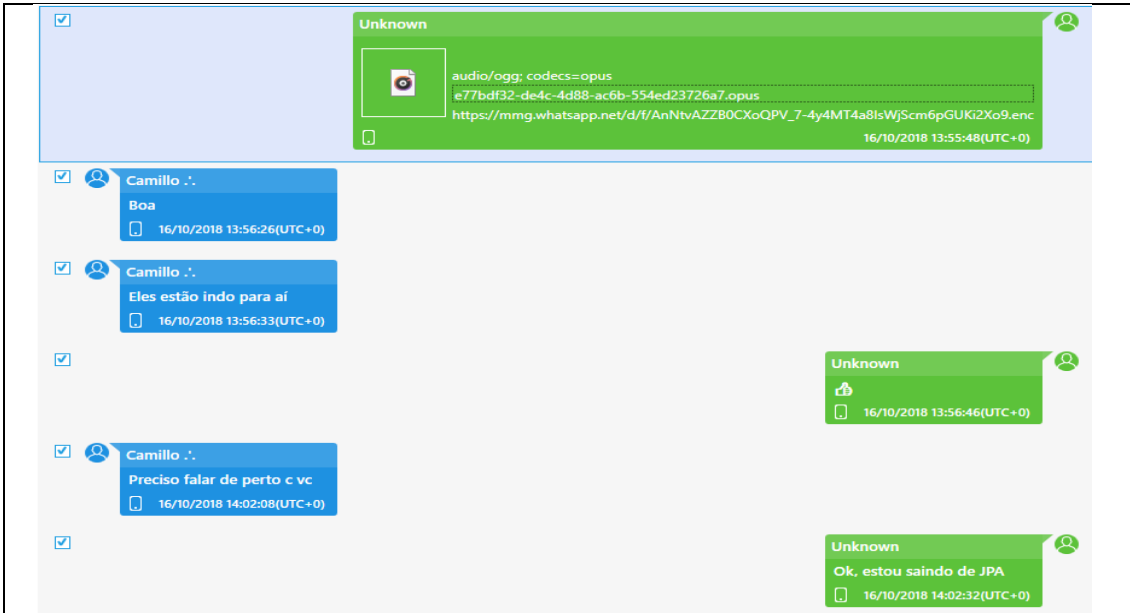 Unknown
audio/ogg; codecs=opus
e77bdf32-de4c-4d88-ac6b-554ed23726a7.opus
https://mmg.whatsapp.net/d/f/AnNtvAZZB0CXoQPV_7-4y4MT4a8IsWjScm6pGUKi2Xo9.enc
16/10/2018 13:55:48(UTC+0)
Camillo .'.
Boa
16/10/2018 13:56:26(UTC+0)
Camillo .'.
Eles estão indo para aí
16/10/2018 13:56:33(UTC+0)
Unknown
16/10/2018 13:56:46(UTC+0)
Camillo .'.
Preciso falar de perto c vc
16/10/2018 14:02:08(UTC+0)
Unknown
Ok, estou saindo de JPA
16/10/2018 14:02:32(UTC+0)